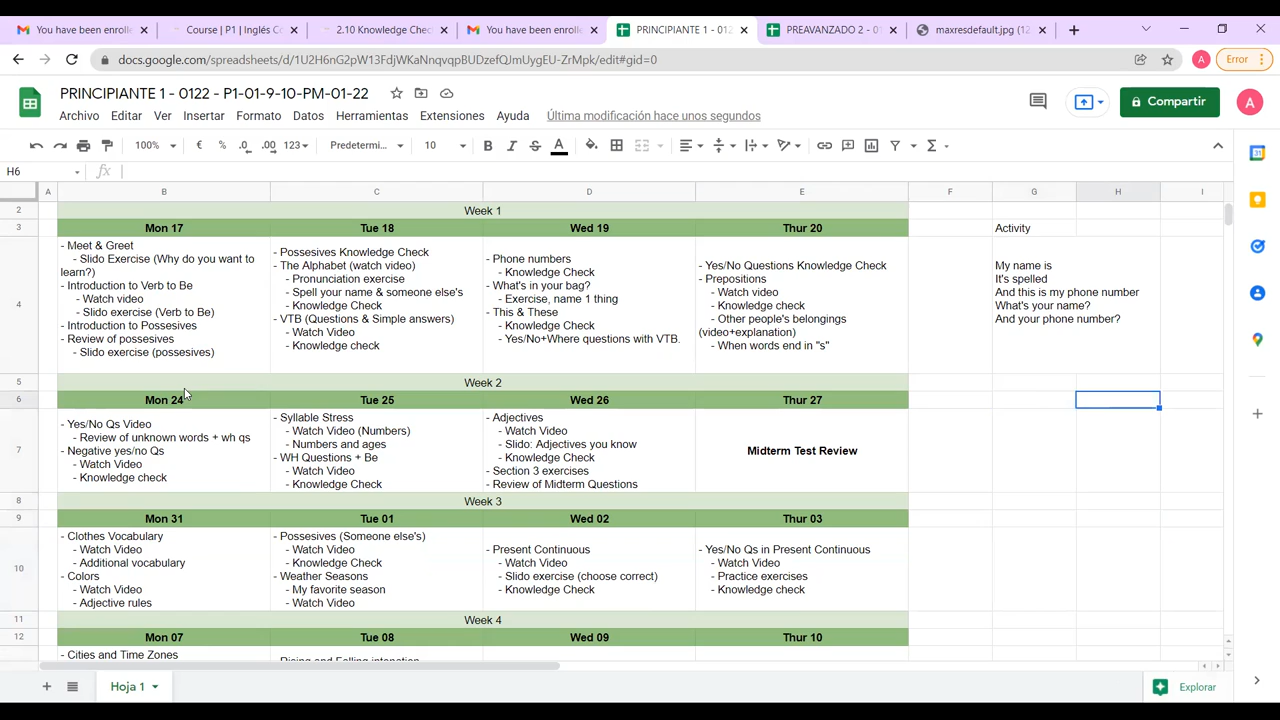 You have been enrolle
Course | P1 | Inglés C
2.10 Knowledge Chec
You have been enrolle
PRINCIPIANTE 1 - 012
PREAVANZADO 2 - 01
maxresdefault.jpg (12
docs.google.com/spreadsheets/d/1U2H6nG2pW13FdjWKaNnqvqpBUDzefQJmTygEU-ZrMpk/edit#gid=0
A
Error
PRINCIPIANTE 1 - 0122 - P1-01-9-10-PM-01-22
Compartir
A
Archivo Editar Ver Insertar Formato Datos Herramientas Extensiones Ayuda Última modificación hace unos segundos
100% € % .0 .00 123 Predetermi... 10 B I S A
H6 fx
A B C D E F G H I
2 Week 1
3 Mon 17 Tue 18 Wed 19 Thur 20 Activity
4
- Meet & Greet
- Slido Exercise (Why do you want to
learn?)
- Introduction to Verb to Be
- Watch video
- Slido exercise (Verb to Be)
- Introduction to Possesives
- Review of possesives
- Slido exercise (possesives)
- Possesives Knowledge Check
- The Alphabet (watch video)
- Pronunciation exercise
- Spell your name & someone else's
- Knowledge Check
- VTB (Questions & Simple answers)
- Watch Video
- Knowledge check
- Phone numbers
- Knowledge Check
- What's in your bag?
- Exercise, name 1 thing
- This & These
- Knowledge Check
- Yes/No+Where questions with VTB.
- Yes/No Questions Knowledge Check
- Prepositions
- Watch video
- Knowledge check
- Other people's belongings
(video+explanation)
- When words end in "s"
My name is
It's spelled
And this is my phone number
What's your name?
And your phone number?
5 Week 2
6 Mon 24 Tue 25 Wed 26 Thur 27
7
- Yes/No Qs Video
- Review of unknown words + wh qs
- Negative yes/no Qs
- Watch Video
- Knowledge check
- Syllable Stress
- Watch Video (Numbers)
- Numbers and ages
- WH Questions + Be
- Watch Video
- Knowledge Check
- Adjectives
- Watch Video
- Slido: Adjectives you know
- Knowledge Check
- Section 3 exercises
- Review of Midterm Questions
Midterm Test Review
8 Week 3
9 Mon 31 Tue 01 Wed 02 Thur 03
10
- Clothes Vocabulary
- Watch Video
- Additional vocabulary
- Colors
- Watch Video
- Adjective rules
- Possesives (Someone else's)
- Watch Video
- Knowledge Check
- Weather Seasons
- My favorite season
- Watch Video
- Present Continuous
- Watch Video
- Slido exercise (choose correct)
- Knowledge Check
- Yes/No Qs in Present Continuous
- Watch Video
- Practice exercises
- Knowledge check
11 Week 4
12 Mon 07 Tue 08 Wed 09 Thur 10
- Cities and Time Zones
- Rising and Falling intonation
Hoja 1
Explorar